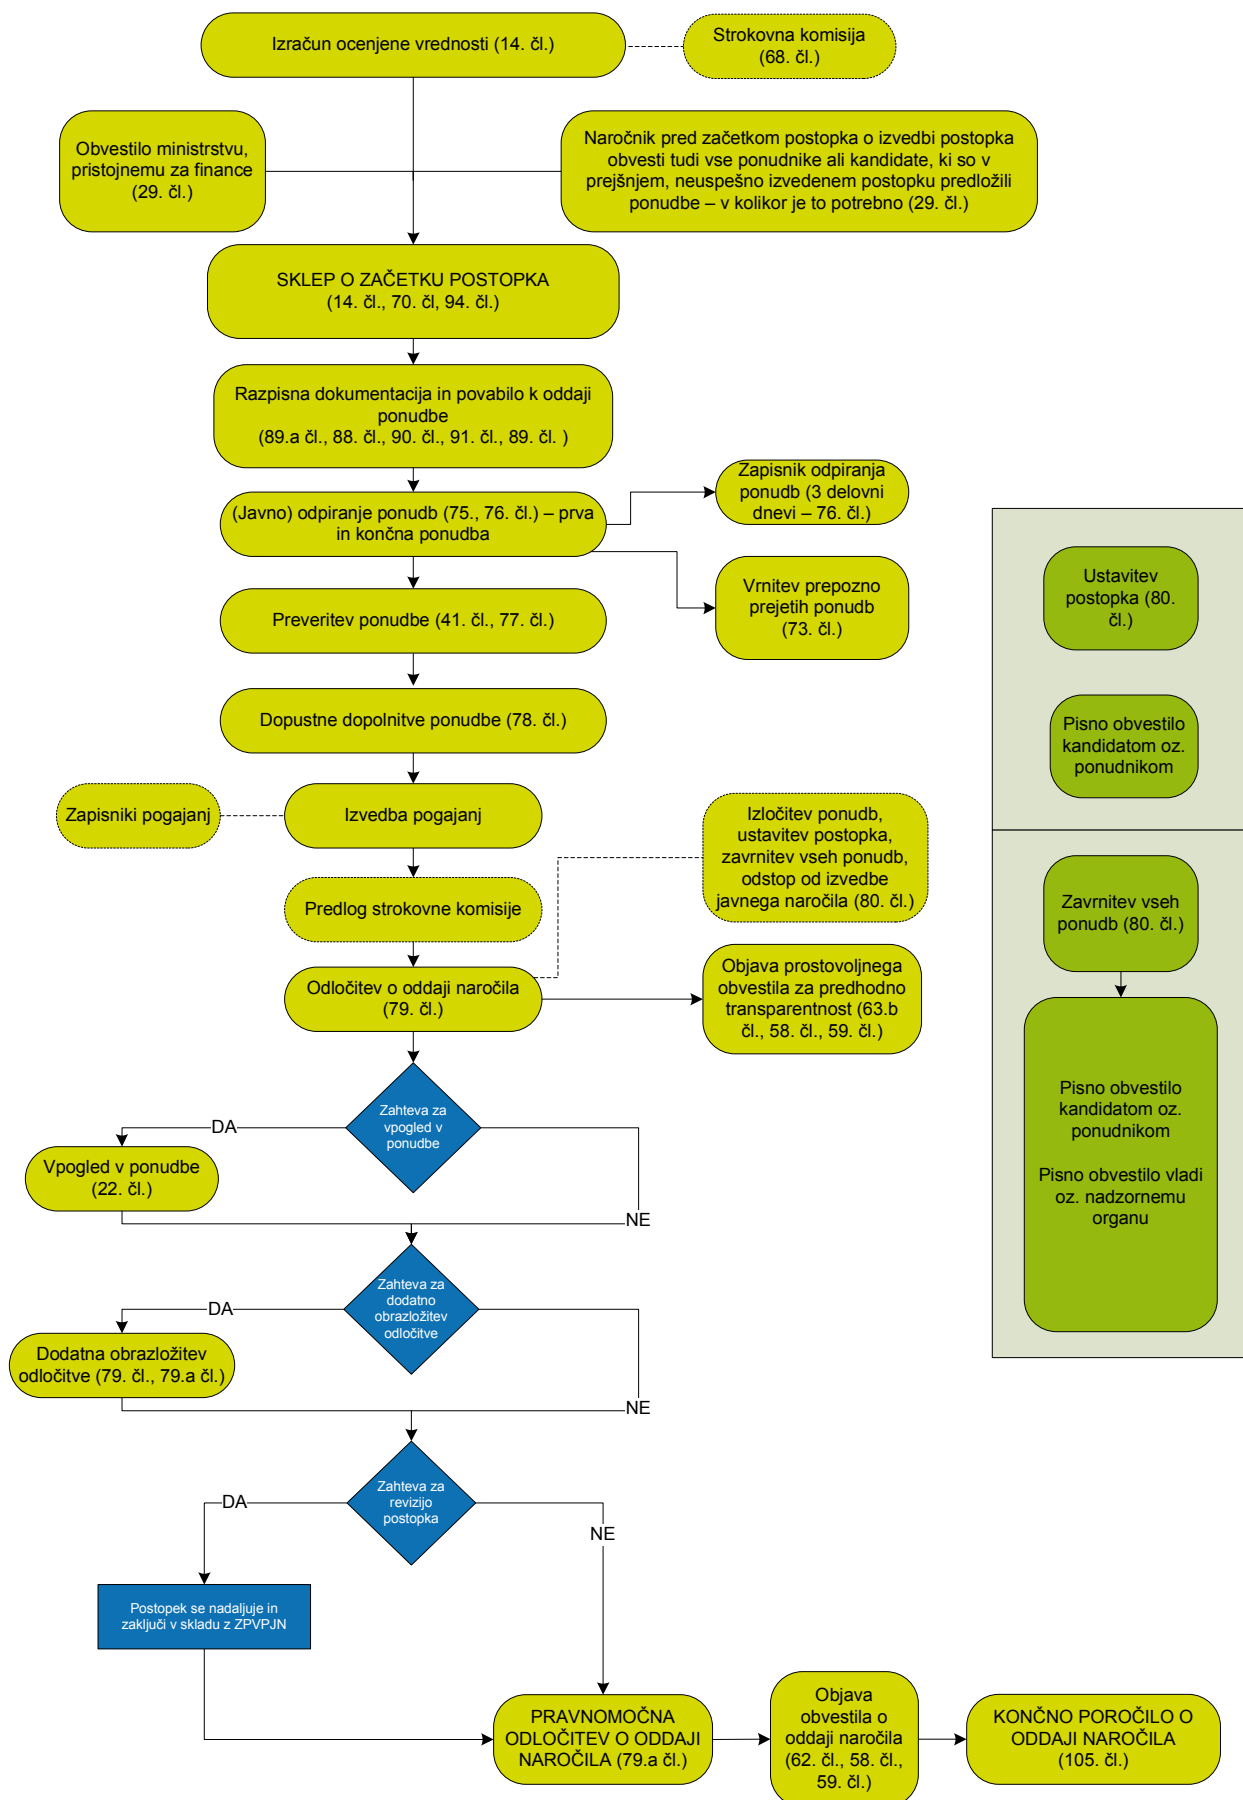 Izračun ocenjene vrednosti (14. čl.)
Strokovna komisija
(68. čl.)
Obvestilo ministrstvu,
pristojnemu za finance
(29. čl.)
Naročnik pred začetkom postopka o izvedbi postopka
obvesti tudi vse ponudnike ali kandidate, ki so v
prejšnjem, neuspešno izvedenem postopku predložili
ponudbe – v kolikor je to potrebno (29. čl.)
SKLEP O ZAČETKU POSTOPKA
(14. čl., 70. čl, 94. čl.)
Razpisna dokumentacija in povabilo k oddaji
ponudbe
(89.a čl., 88. čl., 90. čl., 91. čl., 89. čl. )
(Javno) odpiranje ponudb (75., 76. čl.) – prva
in končna ponudba
Zapisnik odpiranja
ponudb (3 delovni
dnevi – 76. čl.)
Vrnitev prepozno
prejetih ponudb
(73. čl.)
Preveritev ponudbe (41. čl., 77. čl.)
Dopustne dopolnitve ponudbe (78. čl.)
Zapisniki pogajanj
Izvedba pogajanj
Predlog strokovne komisije
Izločitev ponudb,
ustavitev postopka,
zavrnitev vseh ponudb,
odstop od izvedbe
javnega naročila (80. čl.)
Odločitev o oddaji naročila
(79. čl.)
Objava prostovoljnega
obvestila za predhodno
transparentnost (63.b
čl., 58. čl., 59. čl.)
Zahteva za
vpogled v
ponudbe
DA
Vpogled v ponudbe
(22. čl.)
NE
Zahteva za
dodatno
obrazložitev
odločitve
DA
Dodatna obrazložitev
odločitve (79. čl., 79.a čl.)
NE
Zahteva za
revizijo
postopka
DA
NE
Postopek se nadaljuje in
zaključi v skladu z ZPVPJN
PRAVNOMOČNA
ODLOČITEV O ODDAJI
NAROČILA (79.a čl.)
Objava
obvestila o
oddaji naročila
(62. čl., 58. čl.,
59. čl.)
KONČNO POROČILO O
ODDAJI NAROČILA
(105. čl.)
Ustavitev
postopka (80.
čl.)
Pisno obvestilo
kandidatom oz.
ponudnikom
Zavrnitev vseh
ponudb (80. čl.)
Pisno obvestilo
kandidatom oz.
ponudnikom
Pisno obvestilo vladi
oz. nadzornemu
organu